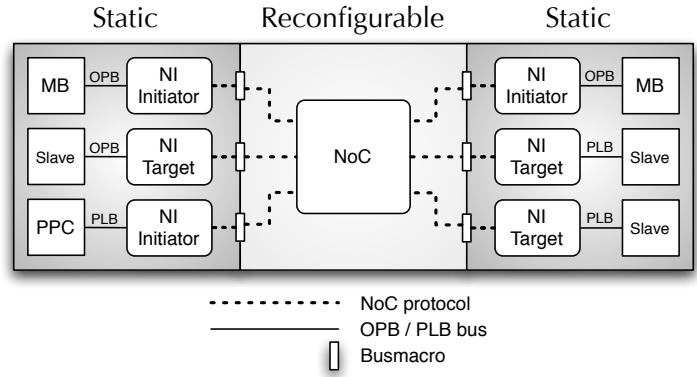 Static Reconfigurable Static
MB OPB NI Initiator NI Initiator OPB MB
Slave OPB NI Target NoC NI Target PLB Slave
PPC PLB NI Initiator NI Target PLB Slave
NoC protocol
OPB / PLB bus
Busmacro